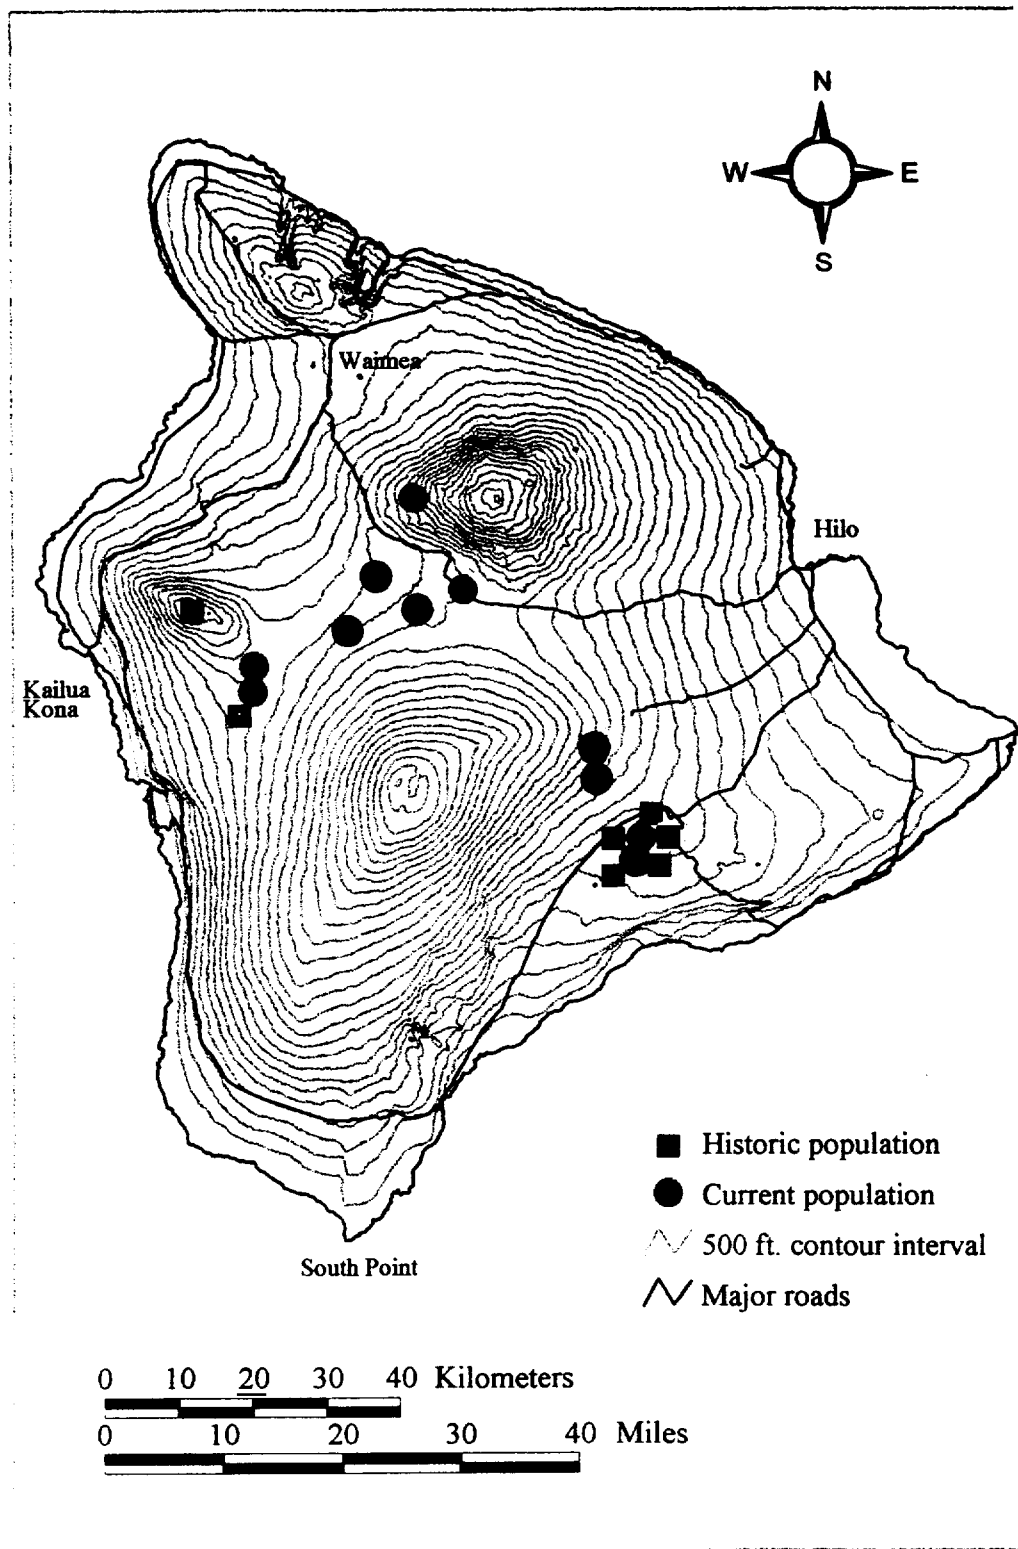 N
W E
S
Waimea
Hilo
Kailua
Kona
Historic population
Current population
500 ft. contour interval
Major roads
South Point
0 10 20 30 40 Kilometers
0 10 20 30 40 Miles